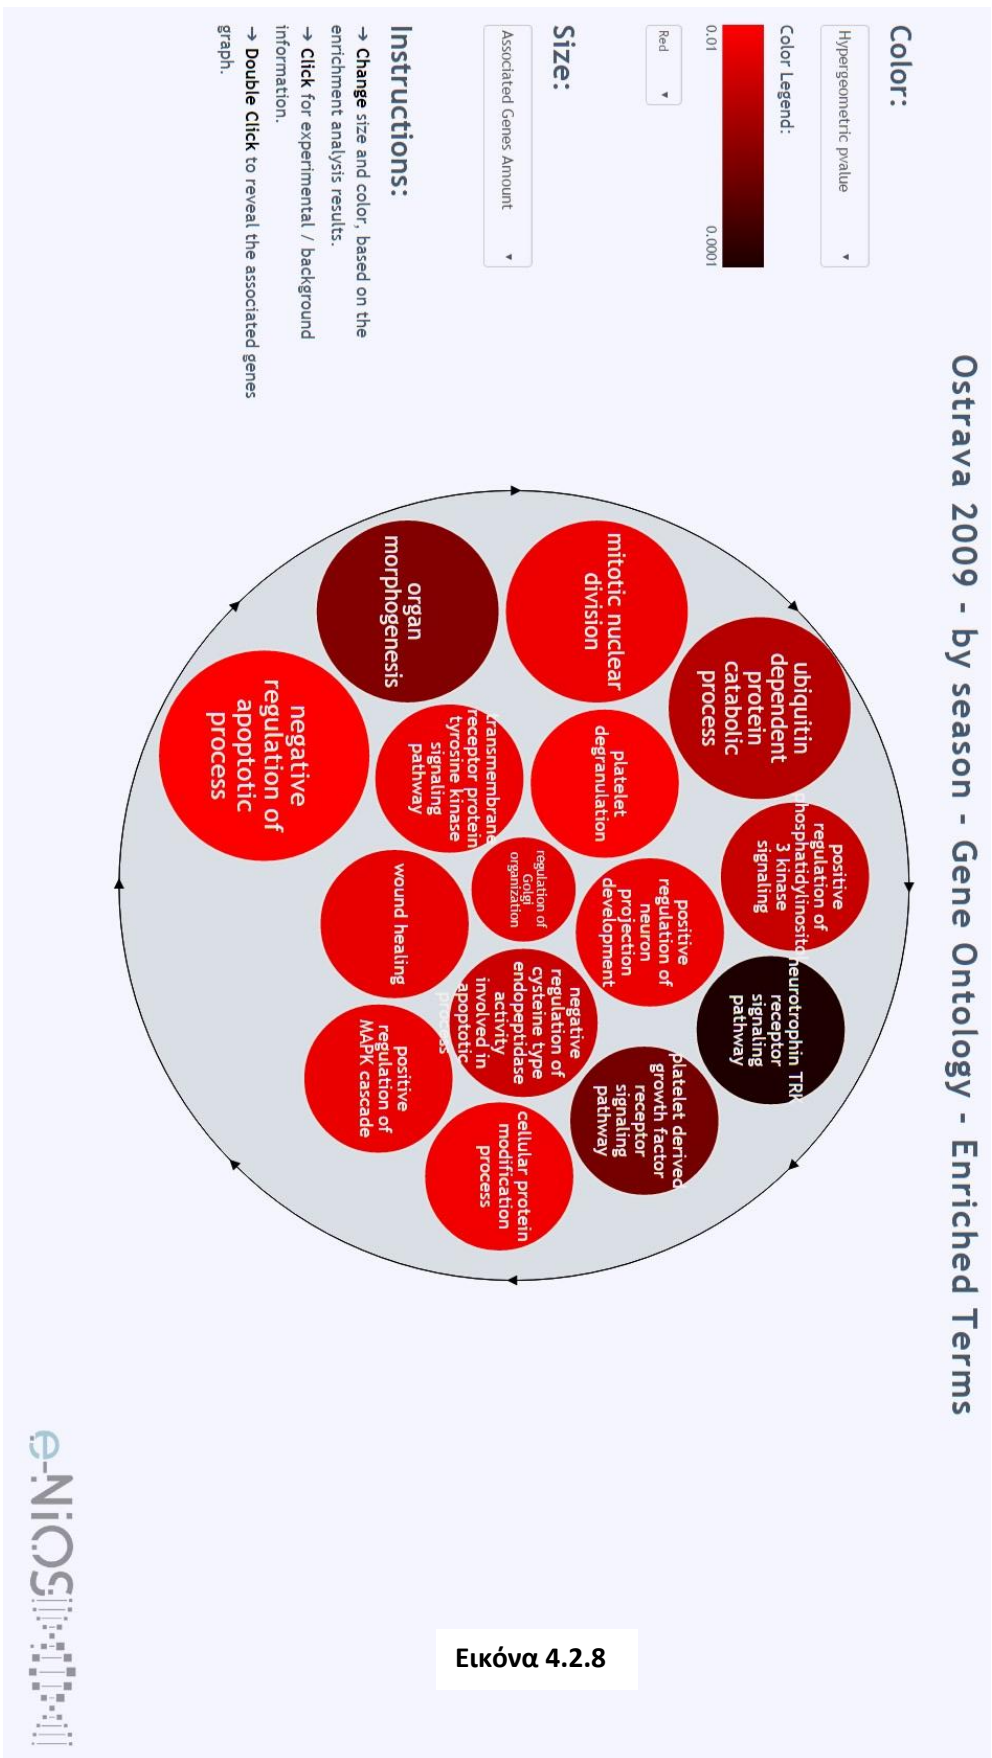 Ostrava 2009 - by season - Gene Ontology - Enriched Terms
Color:
Hypergeometric pvalue
Color Legend:
0.01
0.0001
Red
Size:
Associated Genes Amount
Instructions:
→ Change size and color, based on the
enrichment analysis results.
→ Click for experimental / background
information.
→ Double Click to reveal the associated genes
graph.
ubiquitin
dependent
protein
catabolic
process
positive
regulation of
phosphatidylinositol
3 kinase
signaling
neurotrophin TRK
receptor
signaling
pathway
mitotic nuclear
division
platelet
degranulation
positive
regulation of
neuron
projection
development
platelet derived
growth factor
receptor
signaling
pathway
organ
morphogenesis
transmembrane
receptor protein
tyrosine kinase
signaling
pathway
regulation of
Golgi
organization
negative
regulation of
cysteine type
endopeptidase
activity
involved in
apoptotic
process
cellular protein
modification
process
negative
regulation of
apoptotic
process
wound healing
positive
regulation of
MAPK cascade
e-NiOS
Εικόνα 4.2.8